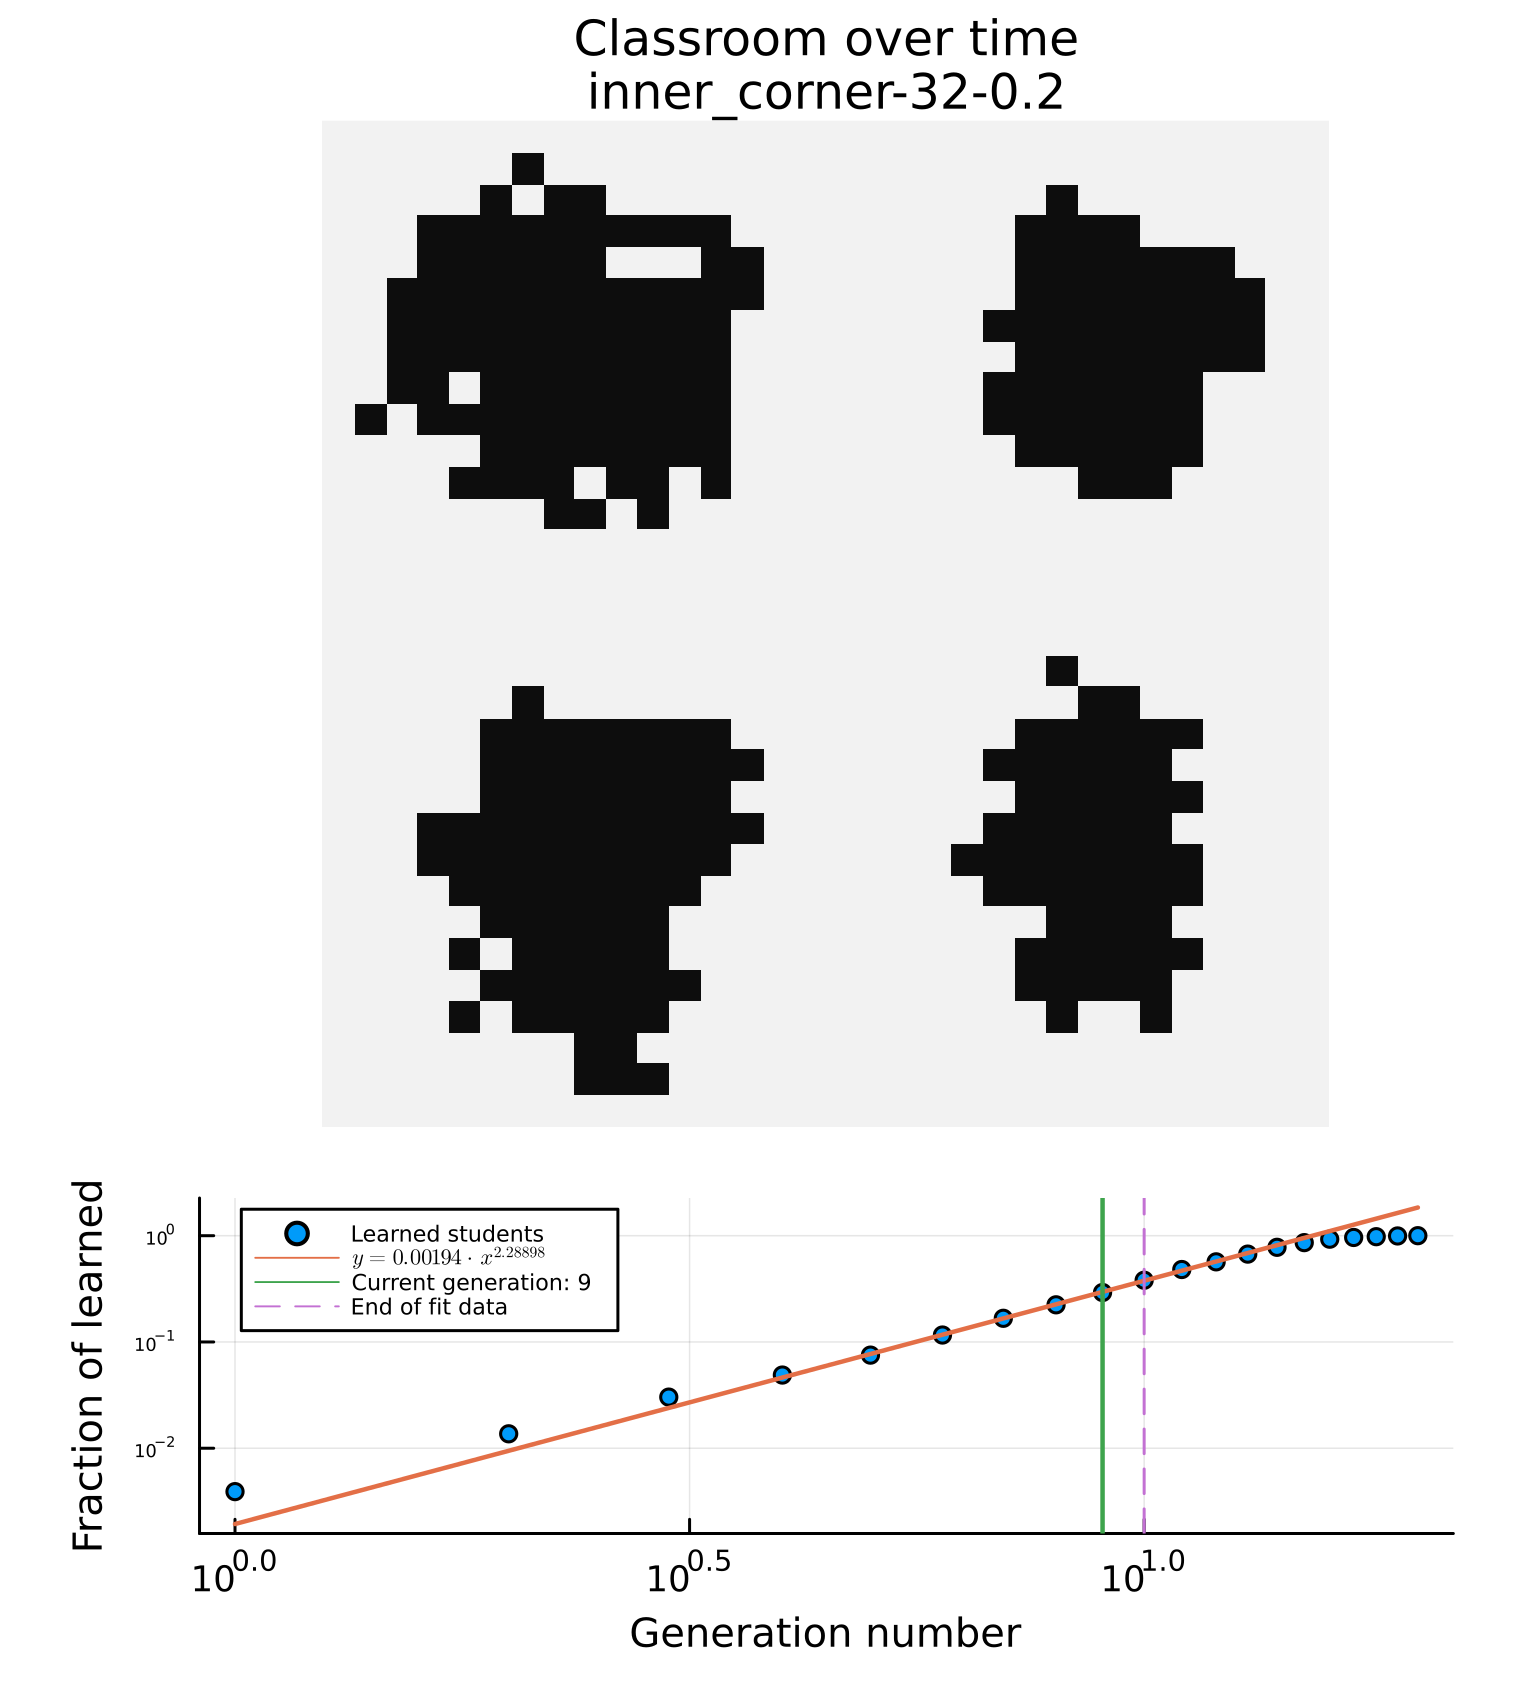 Classroom over time
inner_corner-32-0.2
Fraction of learned
10⁰
10⁻¹
10⁻²
Learned students
y = 0.00194 · x^2.28898
Current generation: 9
End of fit data
10^0.0
10^0.5
10^1.0
Generation number